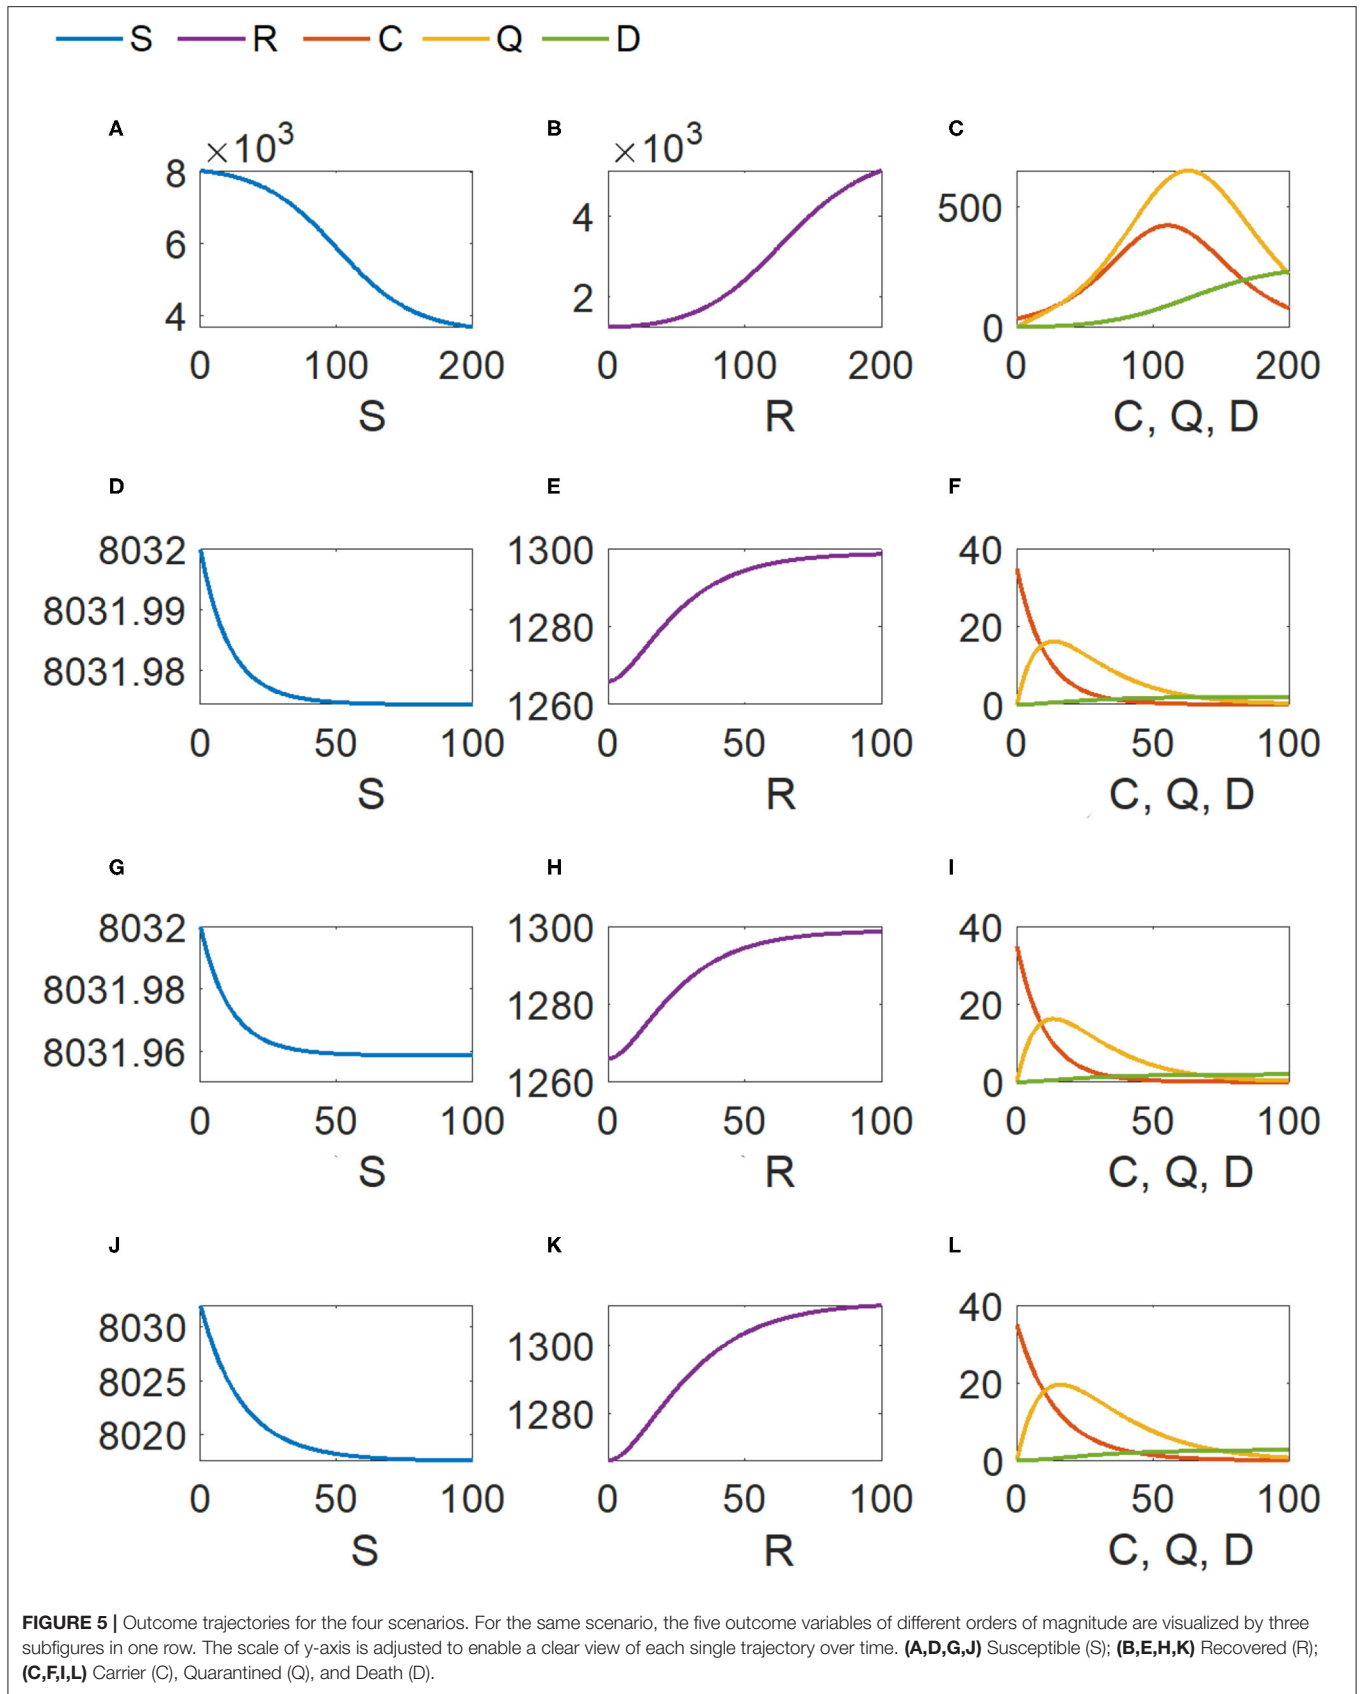 S R C Q D
A B C
×10³ ×10³
8 6 4
4 2
500 0
0 100 200 0 100 200 0 100 200
S R C, Q, D
D E F
8032 8031.99 8031.98
1300 1280 1260
40 20 0
0 50 100 0 50 100 0 50 100
S R C, Q, D
G H I
8032 8031.98 8031.96
1300 1280 1260
40 20 0
0 50 100 0 50 100 0 50 100
S R C, Q, D
J K L
8030 8025 8020
1300 1280
40 20 0
0 50 100 0 50 100 0 50 100
S R C, Q, D
FIGURE 5 | Outcome trajectories for the four scenarios. For the same scenario, the five outcome variables of different orders of magnitude are visualized by three
subfigures in one row. The scale of y-axis is adjusted to enable a clear view of each single trajectory over time. (A,D,G,J) Susceptible (S); (B,E,H,K) Recovered (R);
(C,F,I,L) Carrier (C), Quarantined (Q), and Death (D).